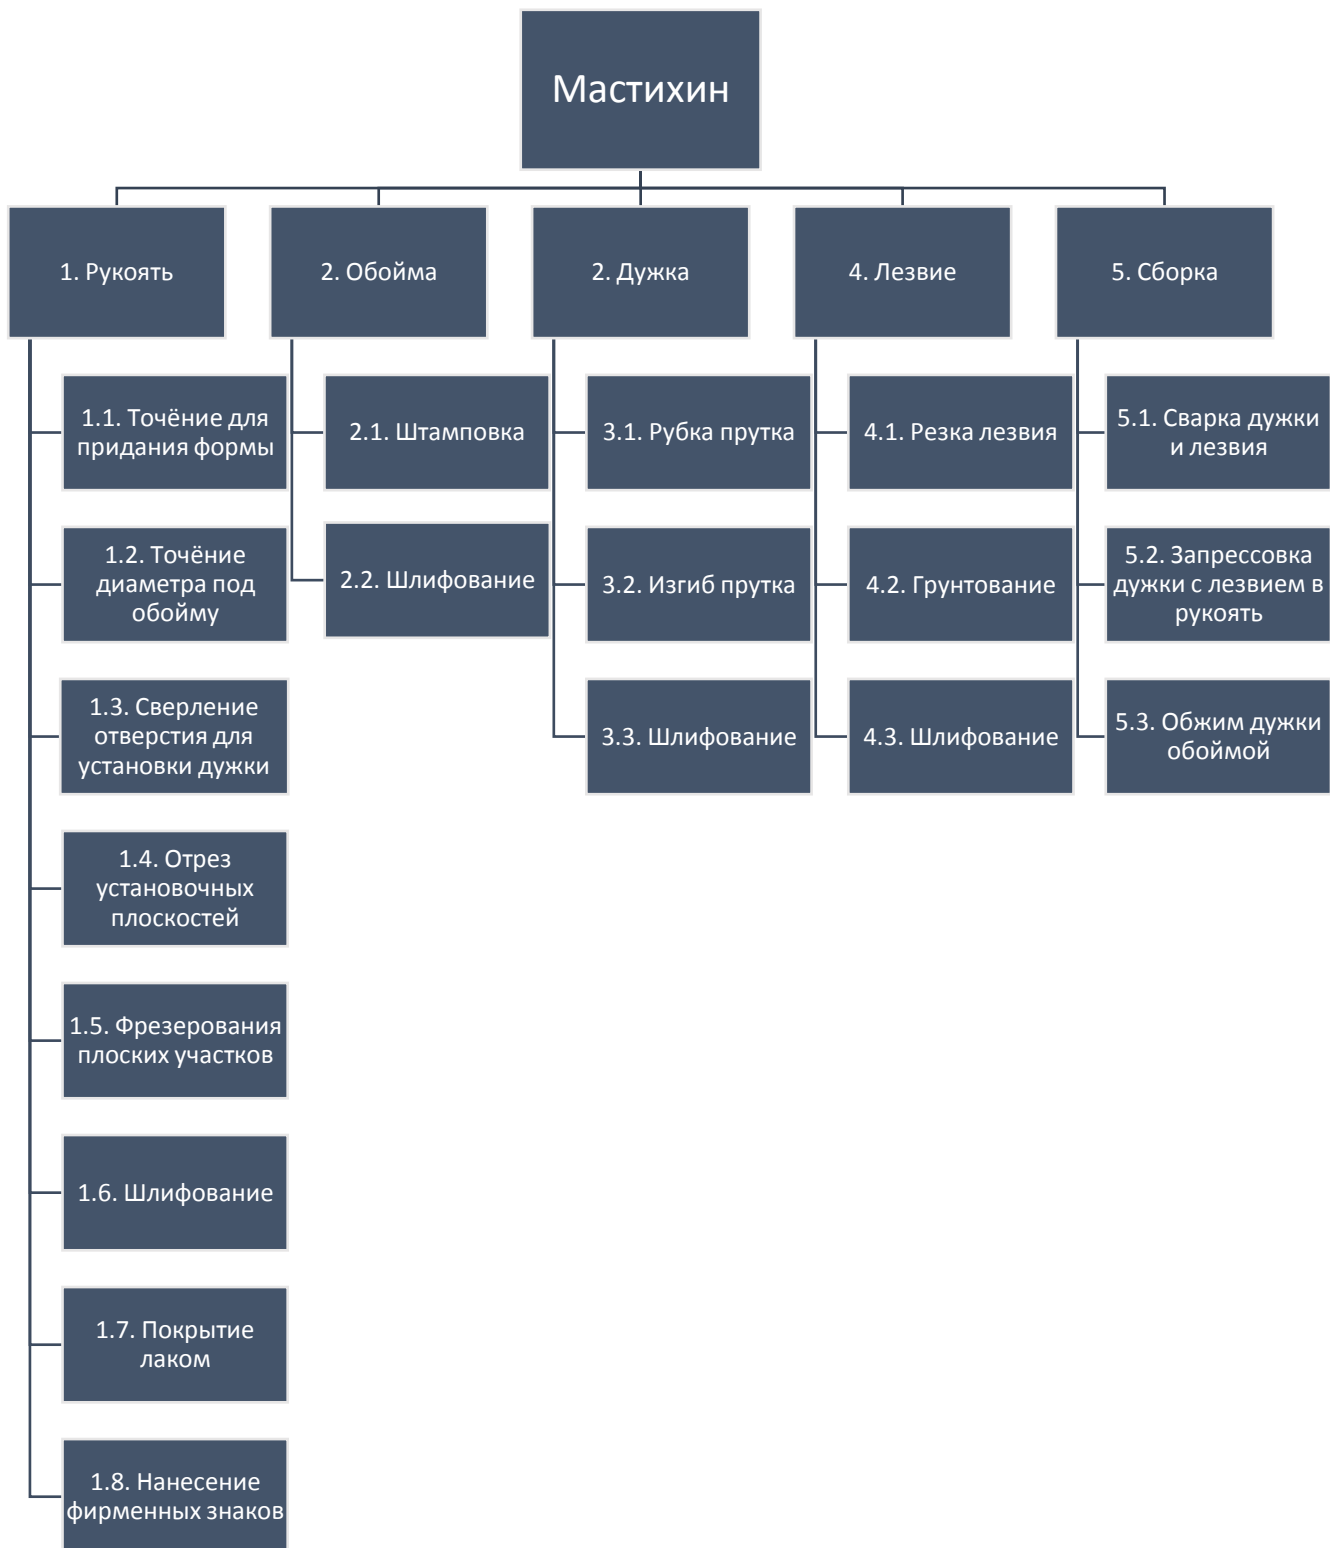 Мастихин
1. Рукоять
2. Обойма
2. Дужка
4. Лезвие
5. Сборка
1.1. Точёние для
придания формы
2.1. Штамповка
3.1. Рубка прутка
4.1. Резка лезвия
5.1. Сварка дужки
и лезвия
1.2. Точёние
диаметра под
обойму
2.2. Шлифование
3.2. Изгиб прутка
4.2. Грунтование
5.2. Запрессовка
дужки с лезвием в
рукоять
1.3. Сверление
отверстия для
установки дужки
3.3. Шлифование
4.3. Шлифование
5.3. Обжим дужки
обоймой
1.4. Отрез
установочных
плоскостей
1.5. Фрезерования
плоских участков
1.6. Шлифование
1.7. Покрытие
лаком
1.8. Нанесение
фирменных знаков